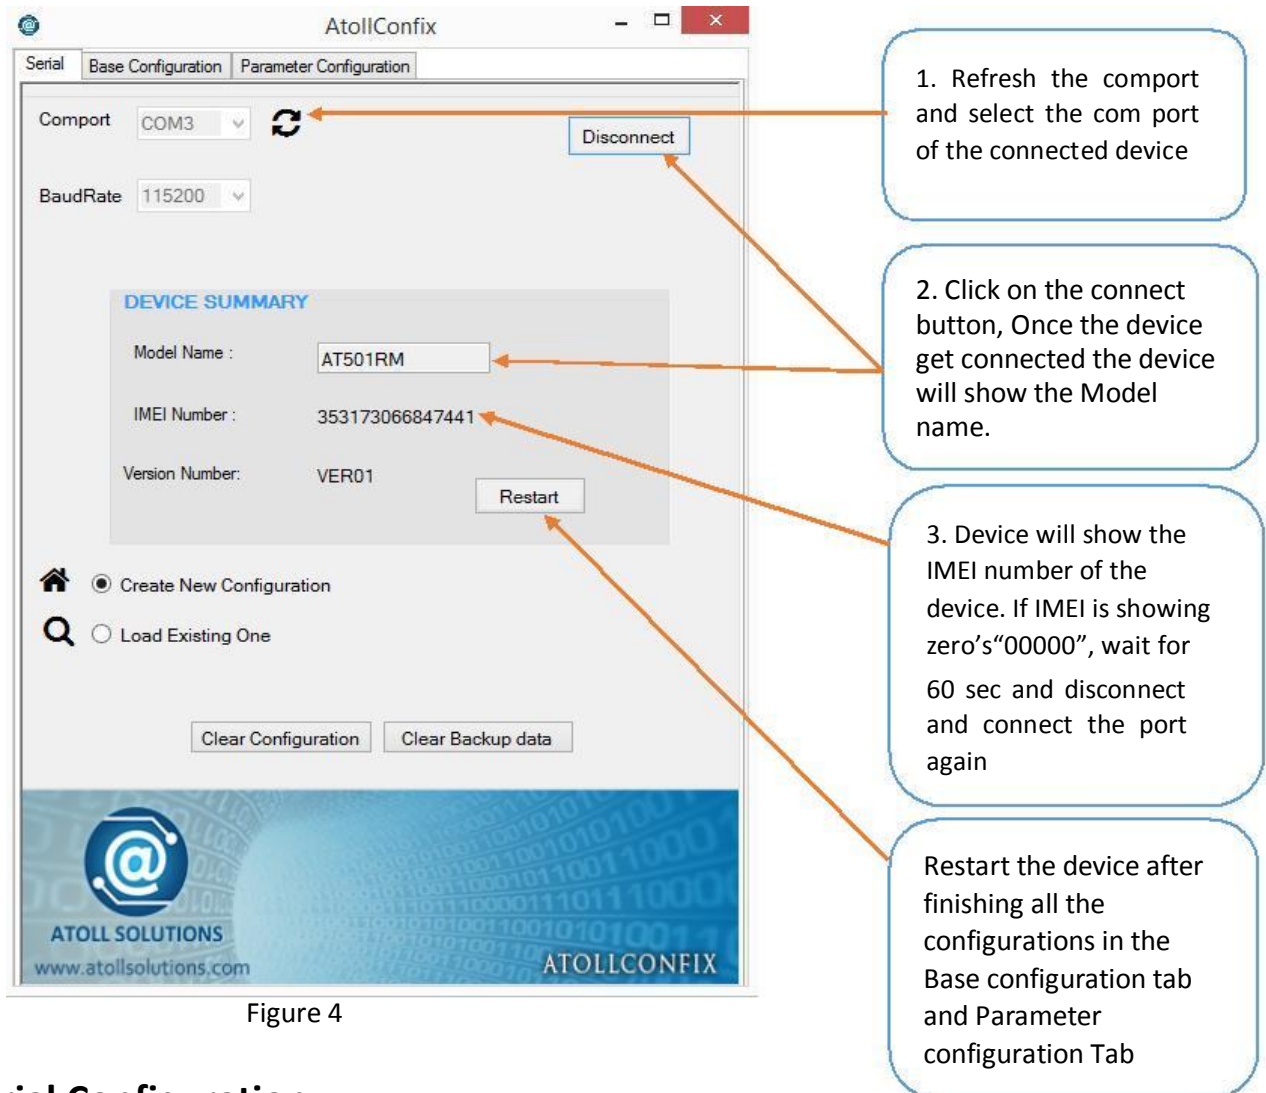 AtollConfix
Serial Base Configuration Parameter Configuration
Comport COM3
Disconnect
BaudRate 115200
DEVICE SUMMARY
Model Name : AT501RM
IMEI Number : 353173066847441
Version Number: VER01
Restart
Create New Configuration
Load Existing One
Clear Configuration Clear Backup data
@
ATOLL SOLUTIONS
www.atollsolutions.com
ATOLLCONFIX
Figure 4
1. Refresh the comport
and select the com port
of the connected device
2. Click on the connect
button, Once the device
get connected the device
will show the Model
name.
3. Device will show the
IMEI number of the
device. If IMEI is showing
zero’s“00000”, wait for
60 sec and disconnect
and connect the port
again
Restart the device after
finishing all the
configurations in the
Base configuration tab
and Parameter
configuration Tab